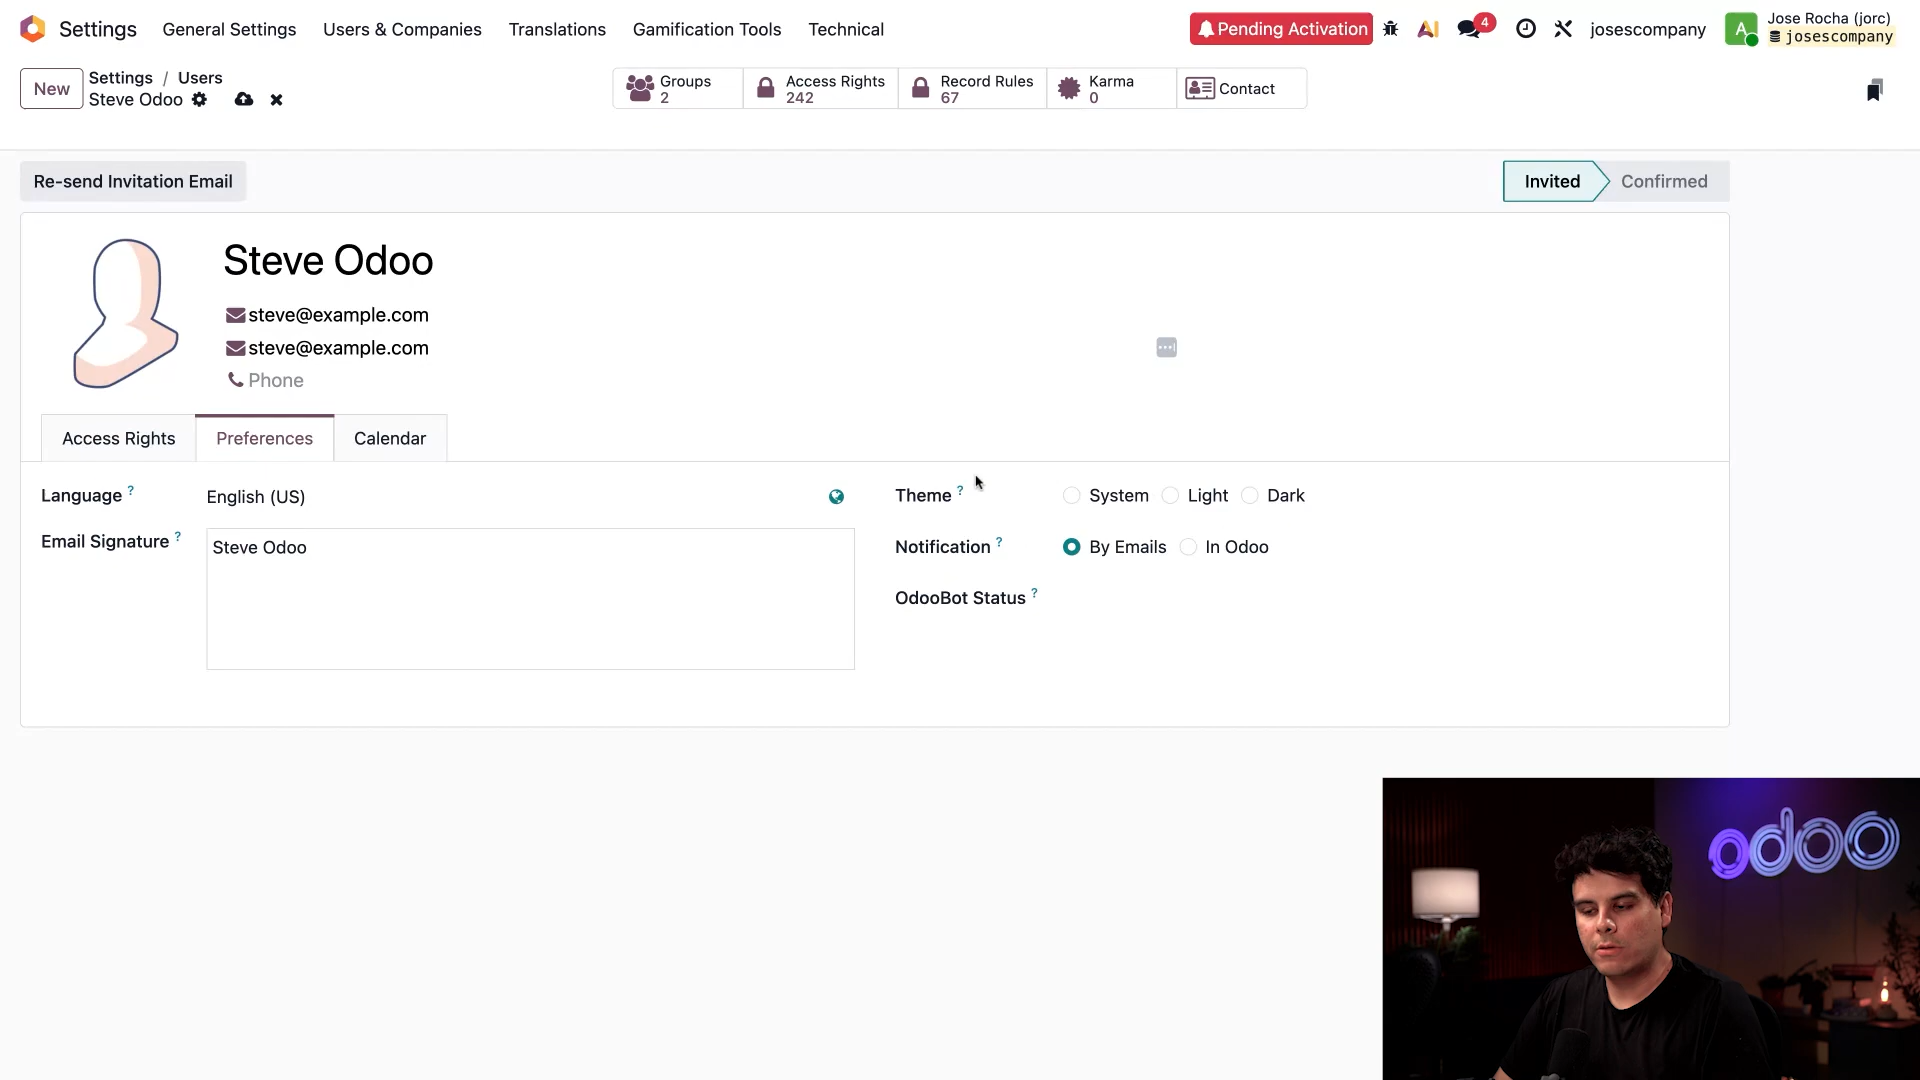 Settings General Settings Users & Companies Translations Gamification Tools Technical Pending Activation AI 4 josescompany A Jose Rocha (jorc)
josescompany
New Settings / Users
Steve Odoo
Groups
2
Access Rights
242
Record Rules
67
Karma
0
Contact
Re-send Invitation Email
Invited Confirmed
Steve Odoo
steve@example.com
steve@example.com
Phone
Access Rights Preferences Calendar
Language ? English (US)
Email Signature ? Steve Odoo
Theme ? System Light Dark
Notification ? By Emails In Odoo
OdooBot Status ?
odoo